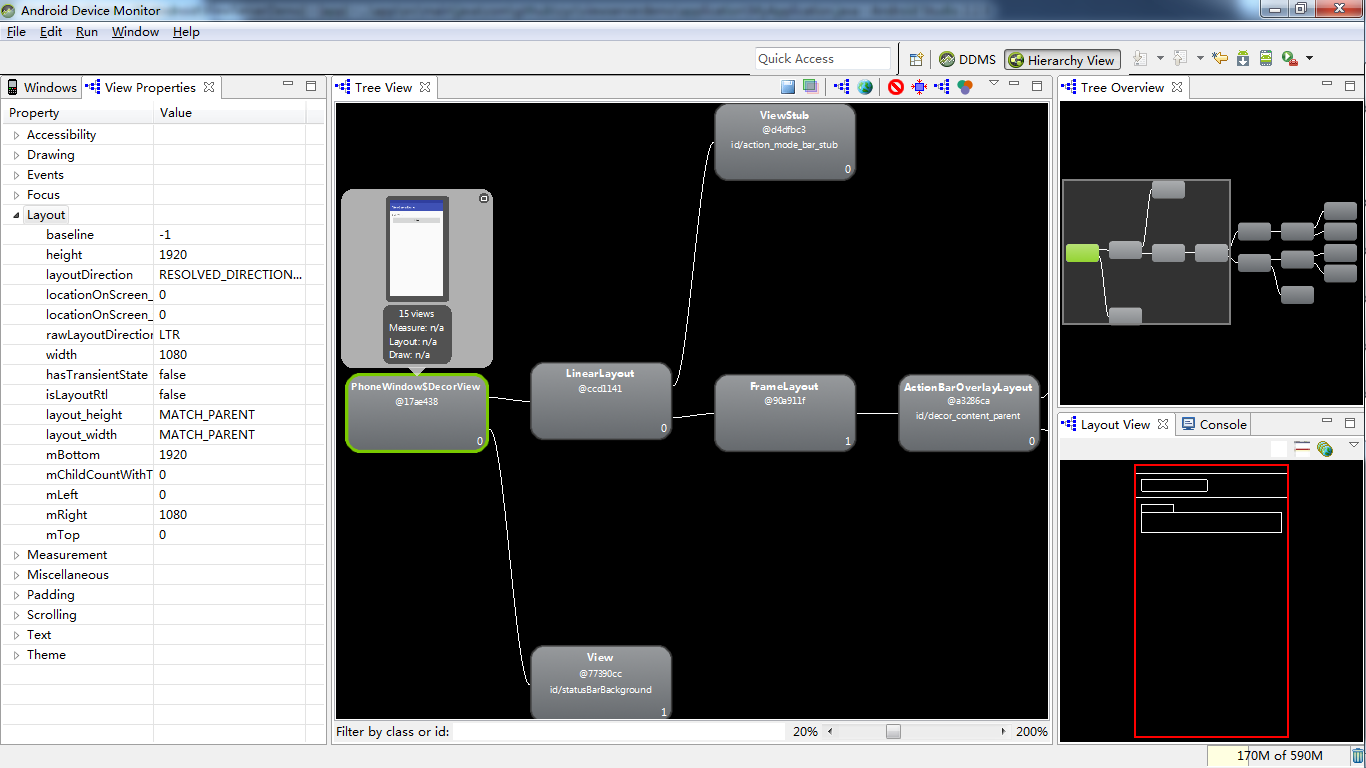 Android Device Monitor
File Edit Run Window Help
Quick Access
DDMS
Hierarchy View
Windows
View Properties
Property Value
Accessibility
Drawing
Events
Focus
Layout
baseline -1
height 1920
layoutDirection RESOLVED_DIRECTION...
locationOnScreen_ 0
locationOnScreen_ 0
rawLayoutDirection LTR
width 1080
hasTransientState false
isLayoutRtl false
layout_height MATCH_PARENT
layout_width MATCH_PARENT
mBottom 1920
mChildCountWithT 0
mLeft 0
mRight 1080
mTop 0
Measurement
Miscellaneous
Padding
Scrolling
Text
Theme
Tree View
ViewStub
@d4dfbc3
id/action_mode_bar_stub
0
15 views
Measure: n/a
Layout: n/a
Draw: n/a
PhoneWindow$DecorView
@17ae438
0
LinearLayout
@ccd1141
0
FrameLayout
@90a911f
1
ActionBarOverlayLayout
@a3286ca
id/decor_content_parent
0
View
@77390cc
id/statusBarBackground
1
Filter by class or id:
20% 200%
Tree Overview
Layout View
Console
170M of 590M